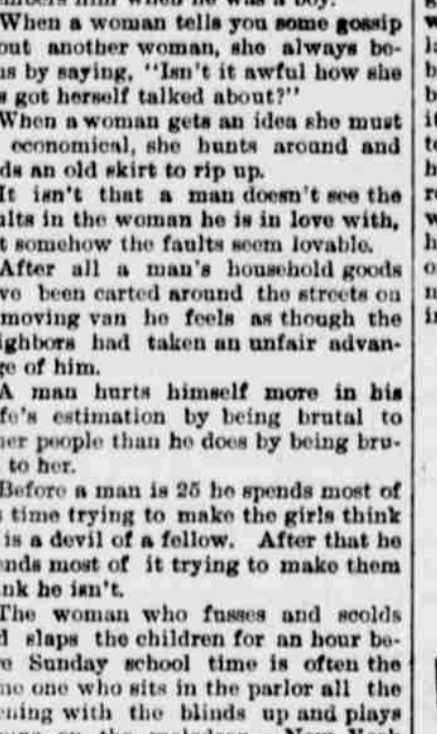 When a woman tells you some gossip
out another woman, she always be-
ns by saying, "Isn't it awful how she
s got herself talked about?"
When a woman gets an idea she must
economical, she hunts around and
ds an old skirt to rip up.
It isn't that a man doesn't see the
ults in the woman he is in love with,
t somehow the faults seem lovable.
After all a man's household goods
ve been carted around the streets on
moving van he feels as though the
ighbors had taken an unfair advan-
ge of him.
A man hurts himself more in his
fe's estimation by being brutal to
er people than he does by being bru-
to her.
Before a man is 25 he spends most of
s time trying to make the girls think
is a devil of a fellow. After that he
nds most of it trying to make them
nk he isn't.
The woman who fusses and scolds
d slaps the children for an hour be-
e Sunday school time is often the
me one who sits in the parlor all the
ening with the blinds up and plays